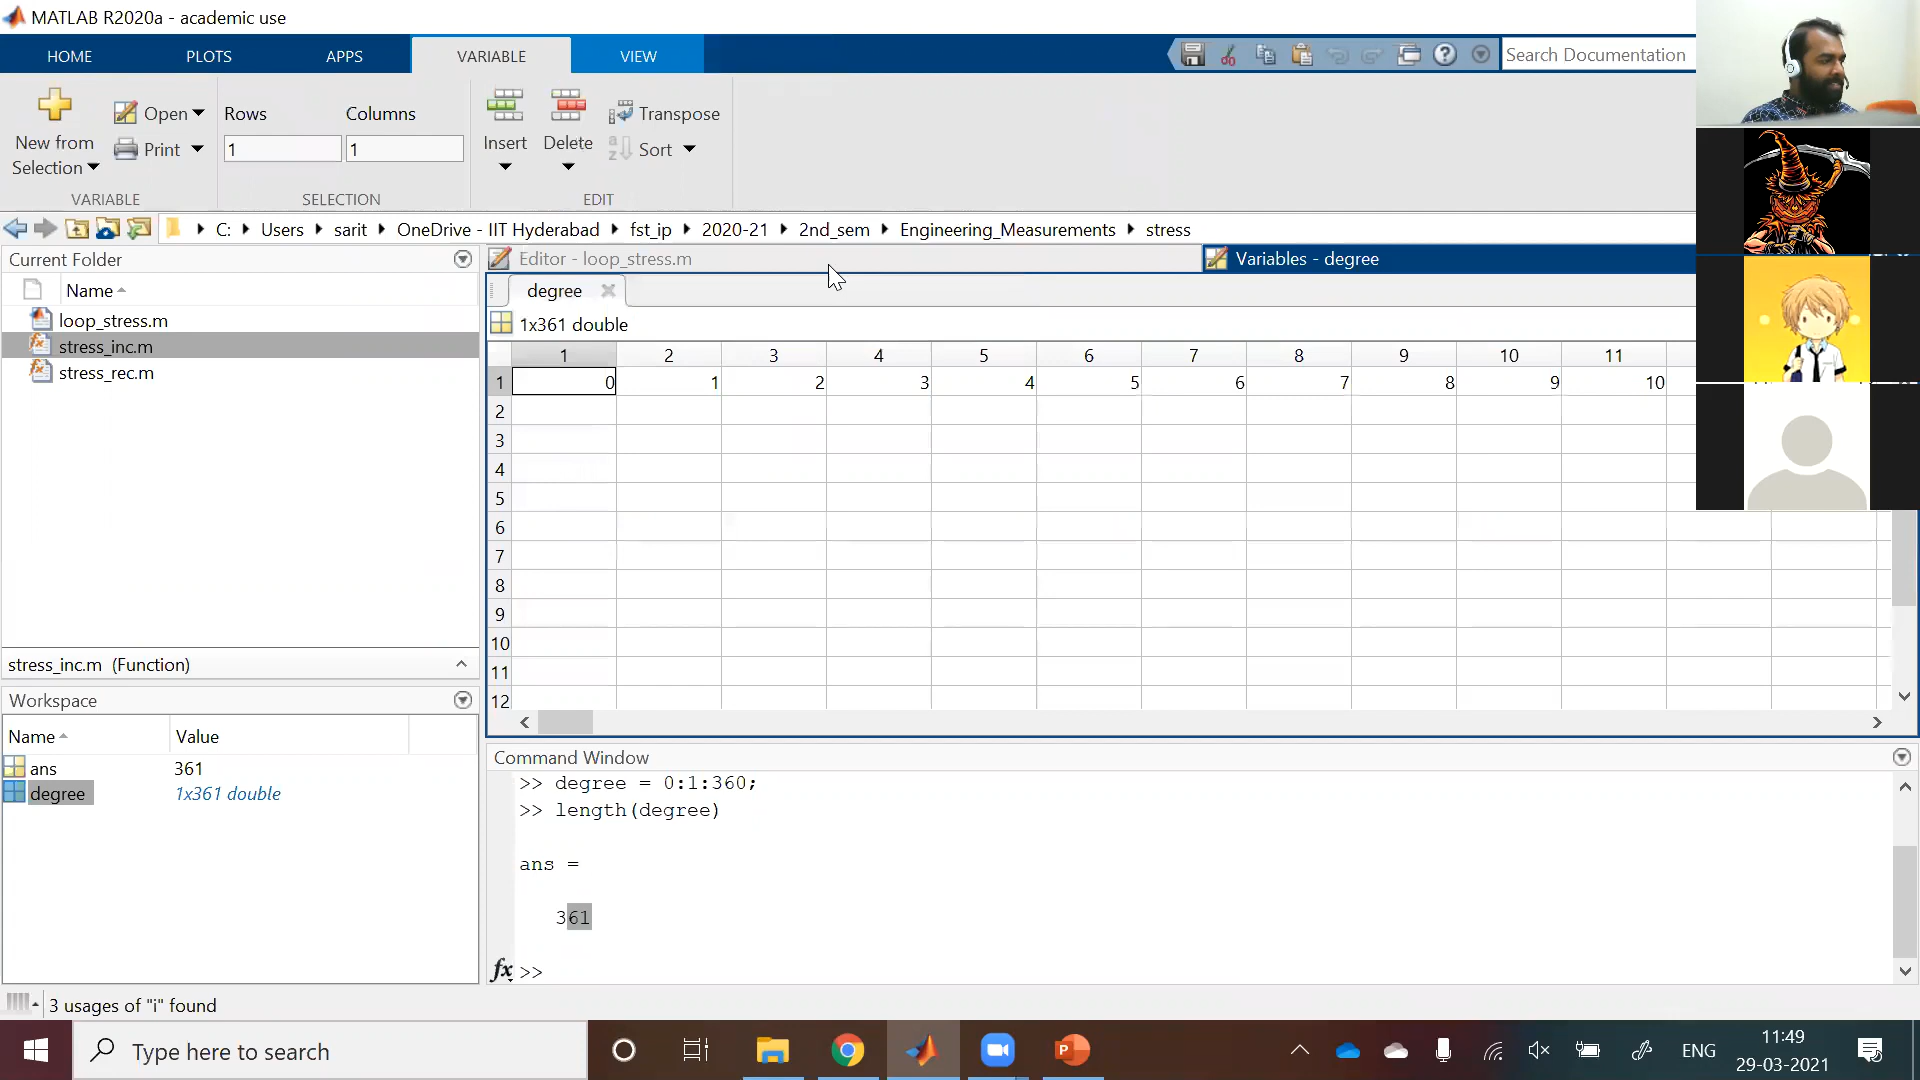 MATLAB R2020a - academic use
HOME PLOTS APPS VARIABLE VIEW
Search Documentation
New from Selection
Open
Print
Rows Columns
1 1
Insert Delete
Transpose
Sort
VARIABLE SELECTION EDIT
C: Users sarit OneDrive - IIT Hyderabad fst_ip 2020-21 2nd_sem Engineering_Measurements stress
Current Folder
Name
loop_stress.m
stress_inc.m
stress_rec.m
stress_inc.m (Function)
Workspace
Name Value
ans 361
degree 1x361 double
Editor - loop_stress.m
Variables - degree
degree
1x361 double
1 2 3 4 5 6 7 8 9 10 11
1 0 1 2 3 4 5 6 7 8 9 10
2
3
4
5
6
7
8
9
10
11
12
Command Window
>> degree = 0:1:360;
>> length(degree)
ans =
361
fx >>
3 usages of "i" found
Type here to search
ENG
11:49
29-03-2021